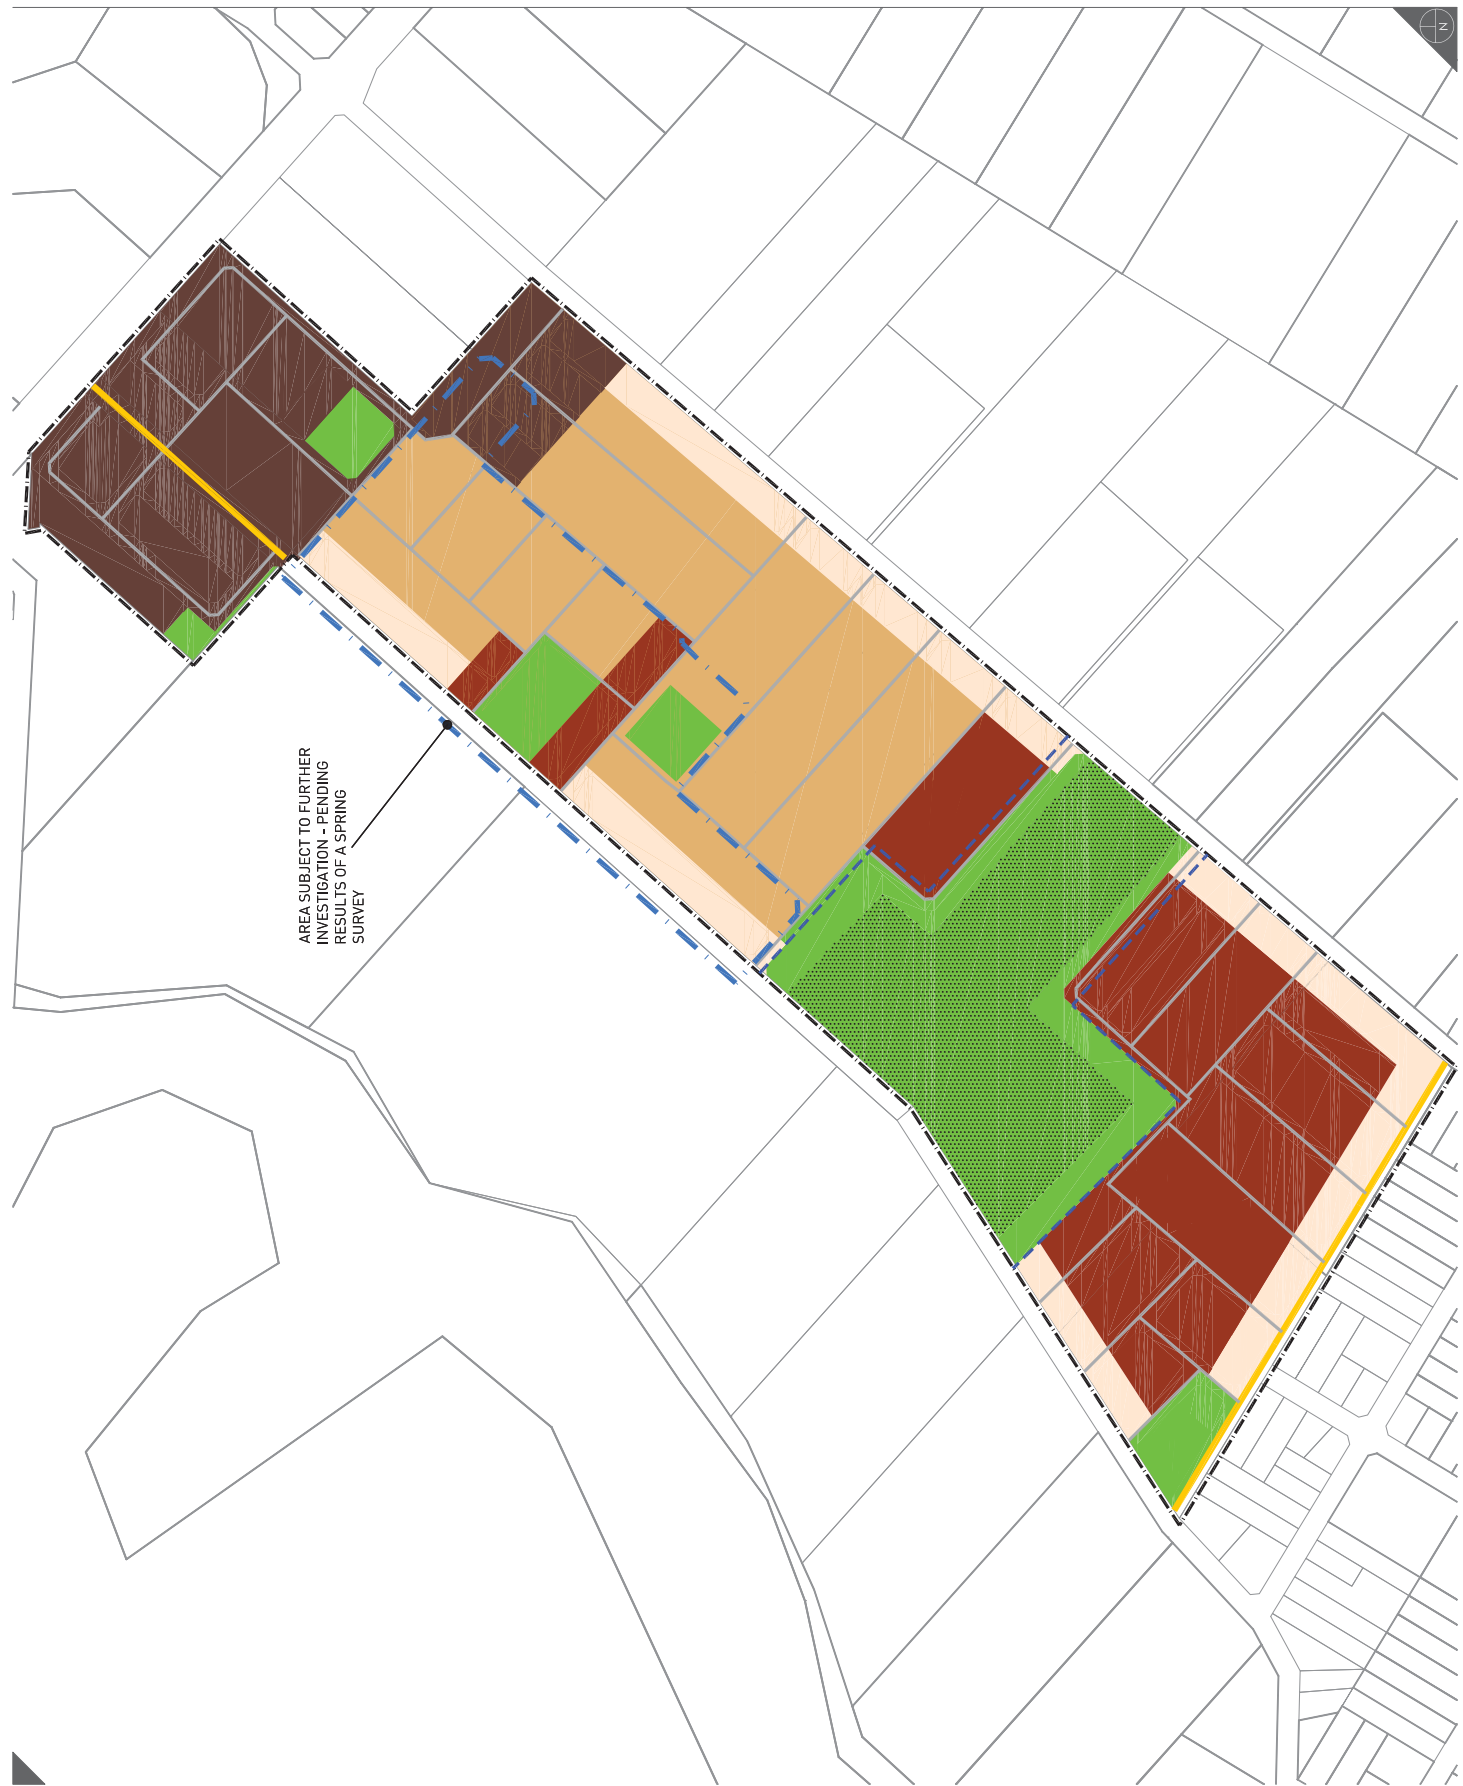 AREA SUBJECT TO FURTHER
INVESTIGATION - PENDING
RESULTS OF A SPRING
SURVEY
N